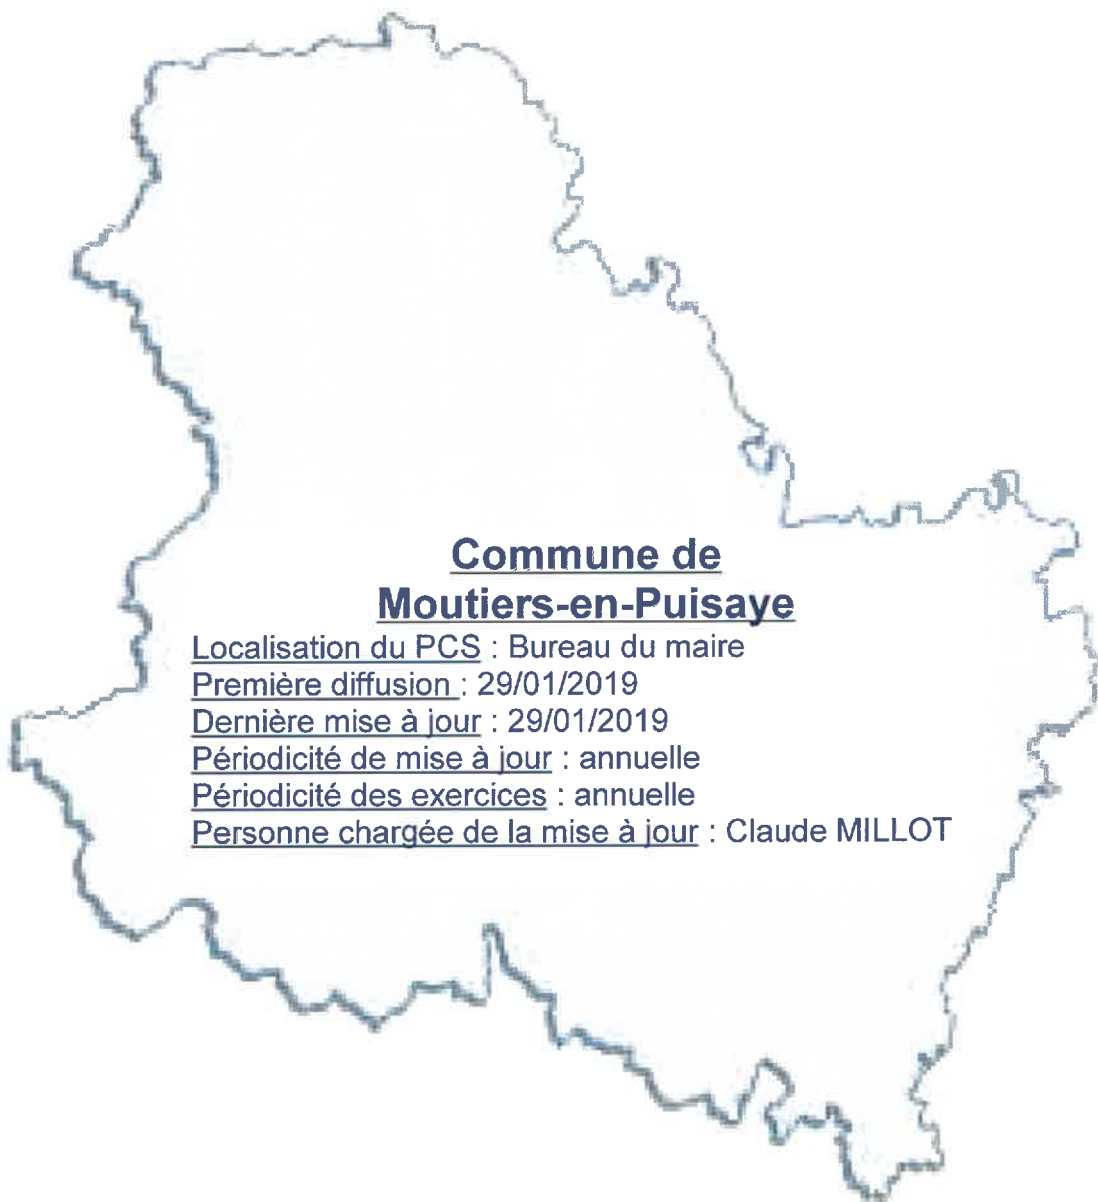 Commune de
Moutiers-en-Puisaye
Localisation du PCS : Bureau du maire
Première diffusion : 29/01/2019
Dernière mise à jour : 29/01/2019
Périodicité de mise à jour : annuelle
Périodicité des exercices : annuelle
Personne chargée de la mise à jour : Claude MILLOT